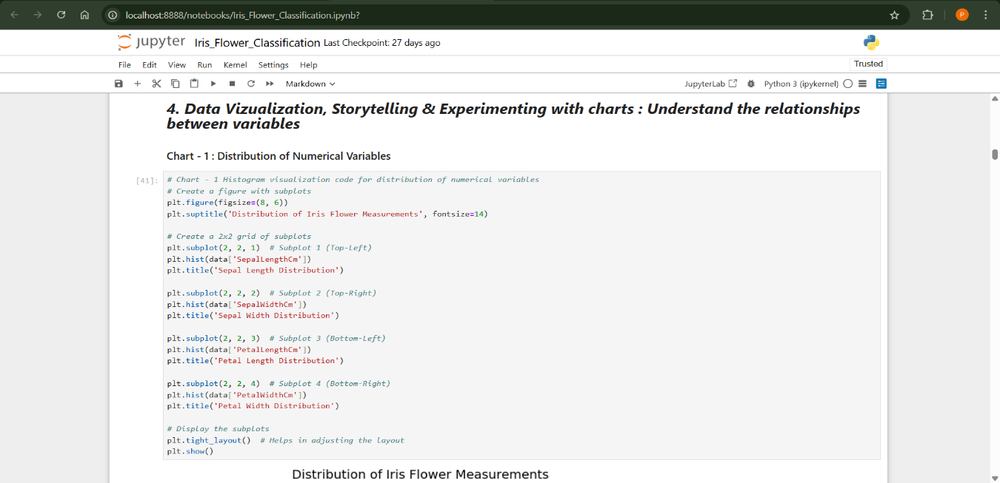 localhost:8888/notebooks/Iris_Flower_Classification.ipynb?
P
jupyter Iris_Flower_Classification Last Checkpoint: 27 days ago
File Edit View Run Kernel Settings Help
Trusted
Markdown
JupyterLab
Python 3 (ipykernel)
4. Data Vizualization, Storytelling & Experimenting with charts : Understand the relationships
between variables
Chart - 1 : Distribution of Numerical Variables
[41]:
# Chart - 1 Histogram visualization code for distribution of numerical variables
# Create a figure with subplots
plt.figure(figsize=(8, 6))
plt.suptitle('Distribution of Iris Flower Measurements', fontsize=14)
# Create a 2x2 grid of subplots
plt.subplot(2, 2, 1)  # Subplot 1 (Top-Left)
plt.hist(data['SepalLengthCm'])
plt.title('Sepal Length Distribution')
plt.subplot(2, 2, 2)  # Subplot 2 (Top-Right)
plt.hist(data['SepalWidthCm'])
plt.title('Sepal Width Distribution')
plt.subplot(2, 2, 3)  # Subplot 3 (Bottom-Left)
plt.hist(data['PetalLengthCm'])
plt.title('Petal Length Distribution')
plt.subplot(2, 2, 4)  # Subplot 4 (Bottom-Right)
plt.hist(data['PetalWidthCm'])
plt.title('Petal Width Distribution')
# Display the subplots
plt.tight_layout()  # Helps in adjusting the layout
plt.show()
Distribution of Iris Flower Measurements